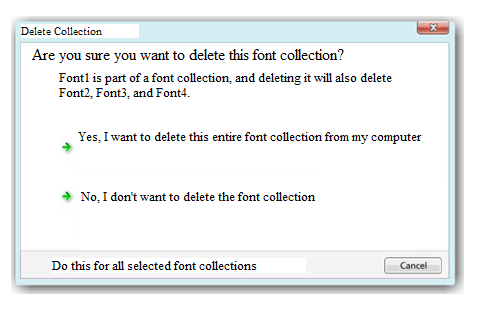 Delete Collection
Are you sure you want to delete this font collection?
Font1 is part of a font collection, and deleting it will also delete
Font2, Font3, and Font4.
Yes, I want to delete this entire font collection from my computer
No, I don't want to delete the font collection
Do this for all selected font collections
Cancel